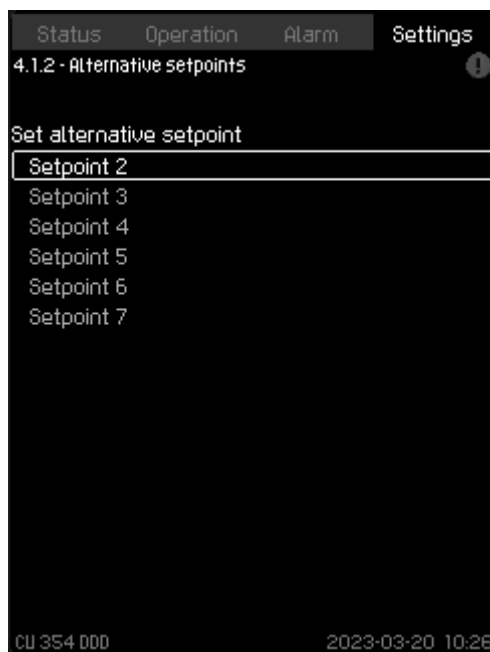 Status Operation Alarm Settings
4.1.2 - Alternative setpoints
Set alternative setpoint
Setpoint 2
Setpoint 3
Setpoint 4
Setpoint 5
Setpoint 6
Setpoint 7
CU 354 DDD 2023-03-20 10:26